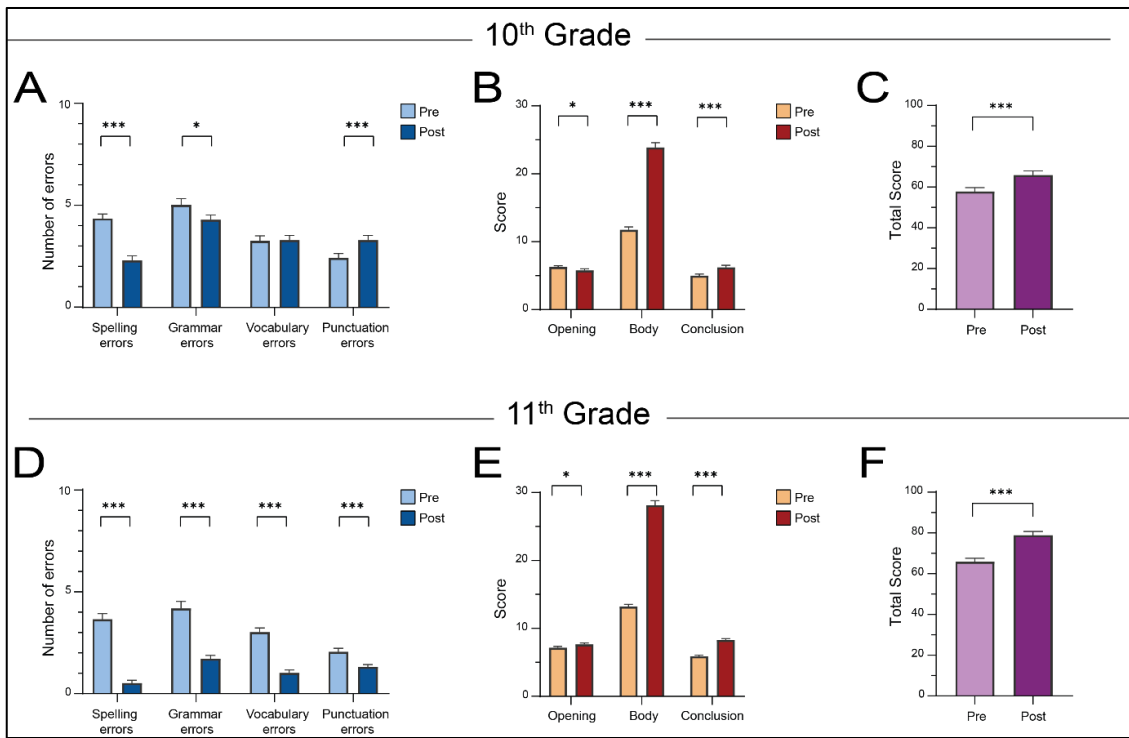 10th Grade
A
10
5
0
Number of errors
***
*
***
Pre
Post
Spelling errors
Grammar errors
Vocabulary errors
Punctuation errors
B
30
20
10
0
Score
*
***
***
Pre
Post
Opening
Body
Conclusion
C
100
80
60
40
20
0
Total Score
***
Pre
Post
11th Grade
D
10
5
0
Number of errors
***
***
***
***
Pre
Post
Spelling errors
Grammar errors
Vocabulary errors
Punctuation errors
E
30
20
10
0
Score
*
***
***
Pre
Post
Opening
Body
Conclusion
F
100
80
60
40
20
0
Total Score
***
Pre
Post